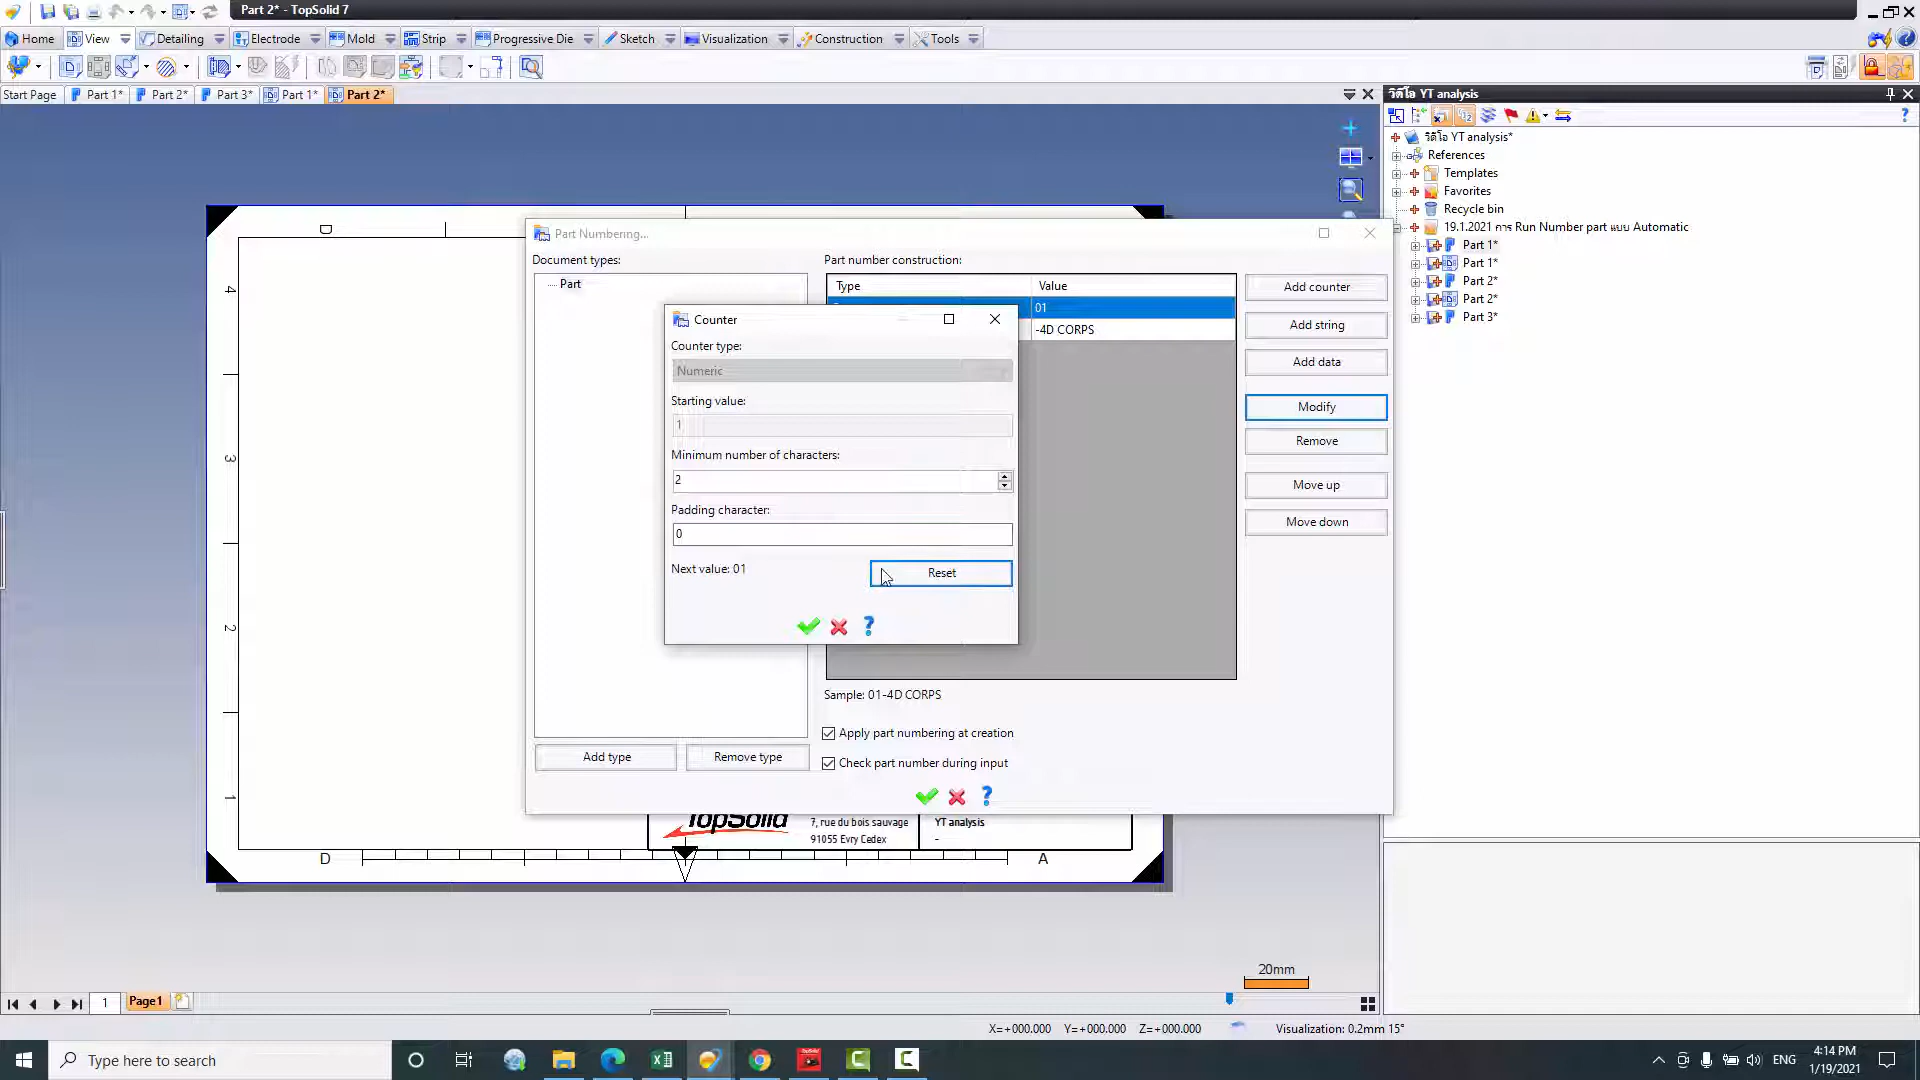 Part 2* - TopSolid 7
Home View Detailing Electrode Mold Strip Progressive Die Sketch Visualization Construction Tools
Start Page Part 1* Part 2* Part 3* Part 1* Part 2*
วิดีโอ YT analysis
วิดีโอ YT analysis*
References
Templates
Favorites
Recycle bin
19.1.2021 การ Run Number part แบบ Automatic
Part 1*
Part 1*
Part 2*
Part 2*
Part 3*
Part Numbering...
Document types:
Part
Part number construction:
Type Value
01
-4D CORPS
Add counter
Add string
Add data
Modify
Remove
Move up
Move down
Counter
Counter type:
Numeric
Starting value:
1
Minimum number of characters:
2
Padding character:
0
Next value: 01
Reset
Sample: 01-4D CORPS
Apply part numbering at creation
Check part number during input
Add type
Remove type
D
4
3
2
1
TopSolid
7, rue du bois sauvage
91055 Evry Cedex
YT analysis
-
D
A
20mm
1
Page1
X=+000.000 Y=+000.000 Z=+000.000
Visualization: 0.2mm 15°
Type here to search
ENG
4:14 PM
1/19/2021